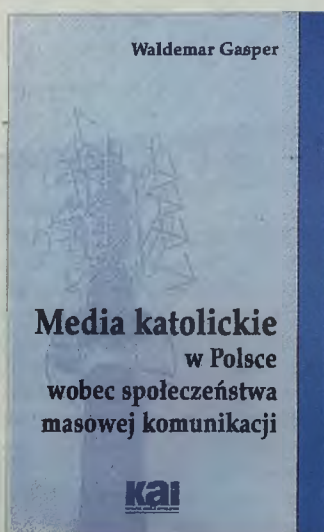 Waldemar Gasper
Media katolickie
w Polsce
wobec społeczeństwa
masowej komunikacji
KAI